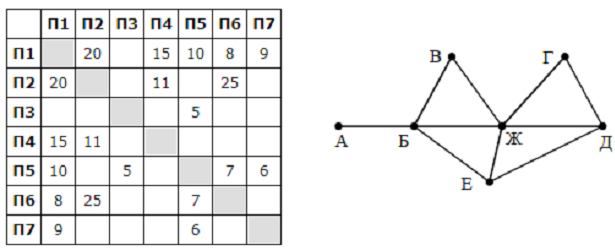 П1 П2 П3 П4 П5 П6 П7
П1 20 15 10 8 9
П2 20 11 25
П3 5
П4 15 11
П5 10 5 7 6
П6 8 25 7
П7 9 6
В Г
А Б Ж Д
Е